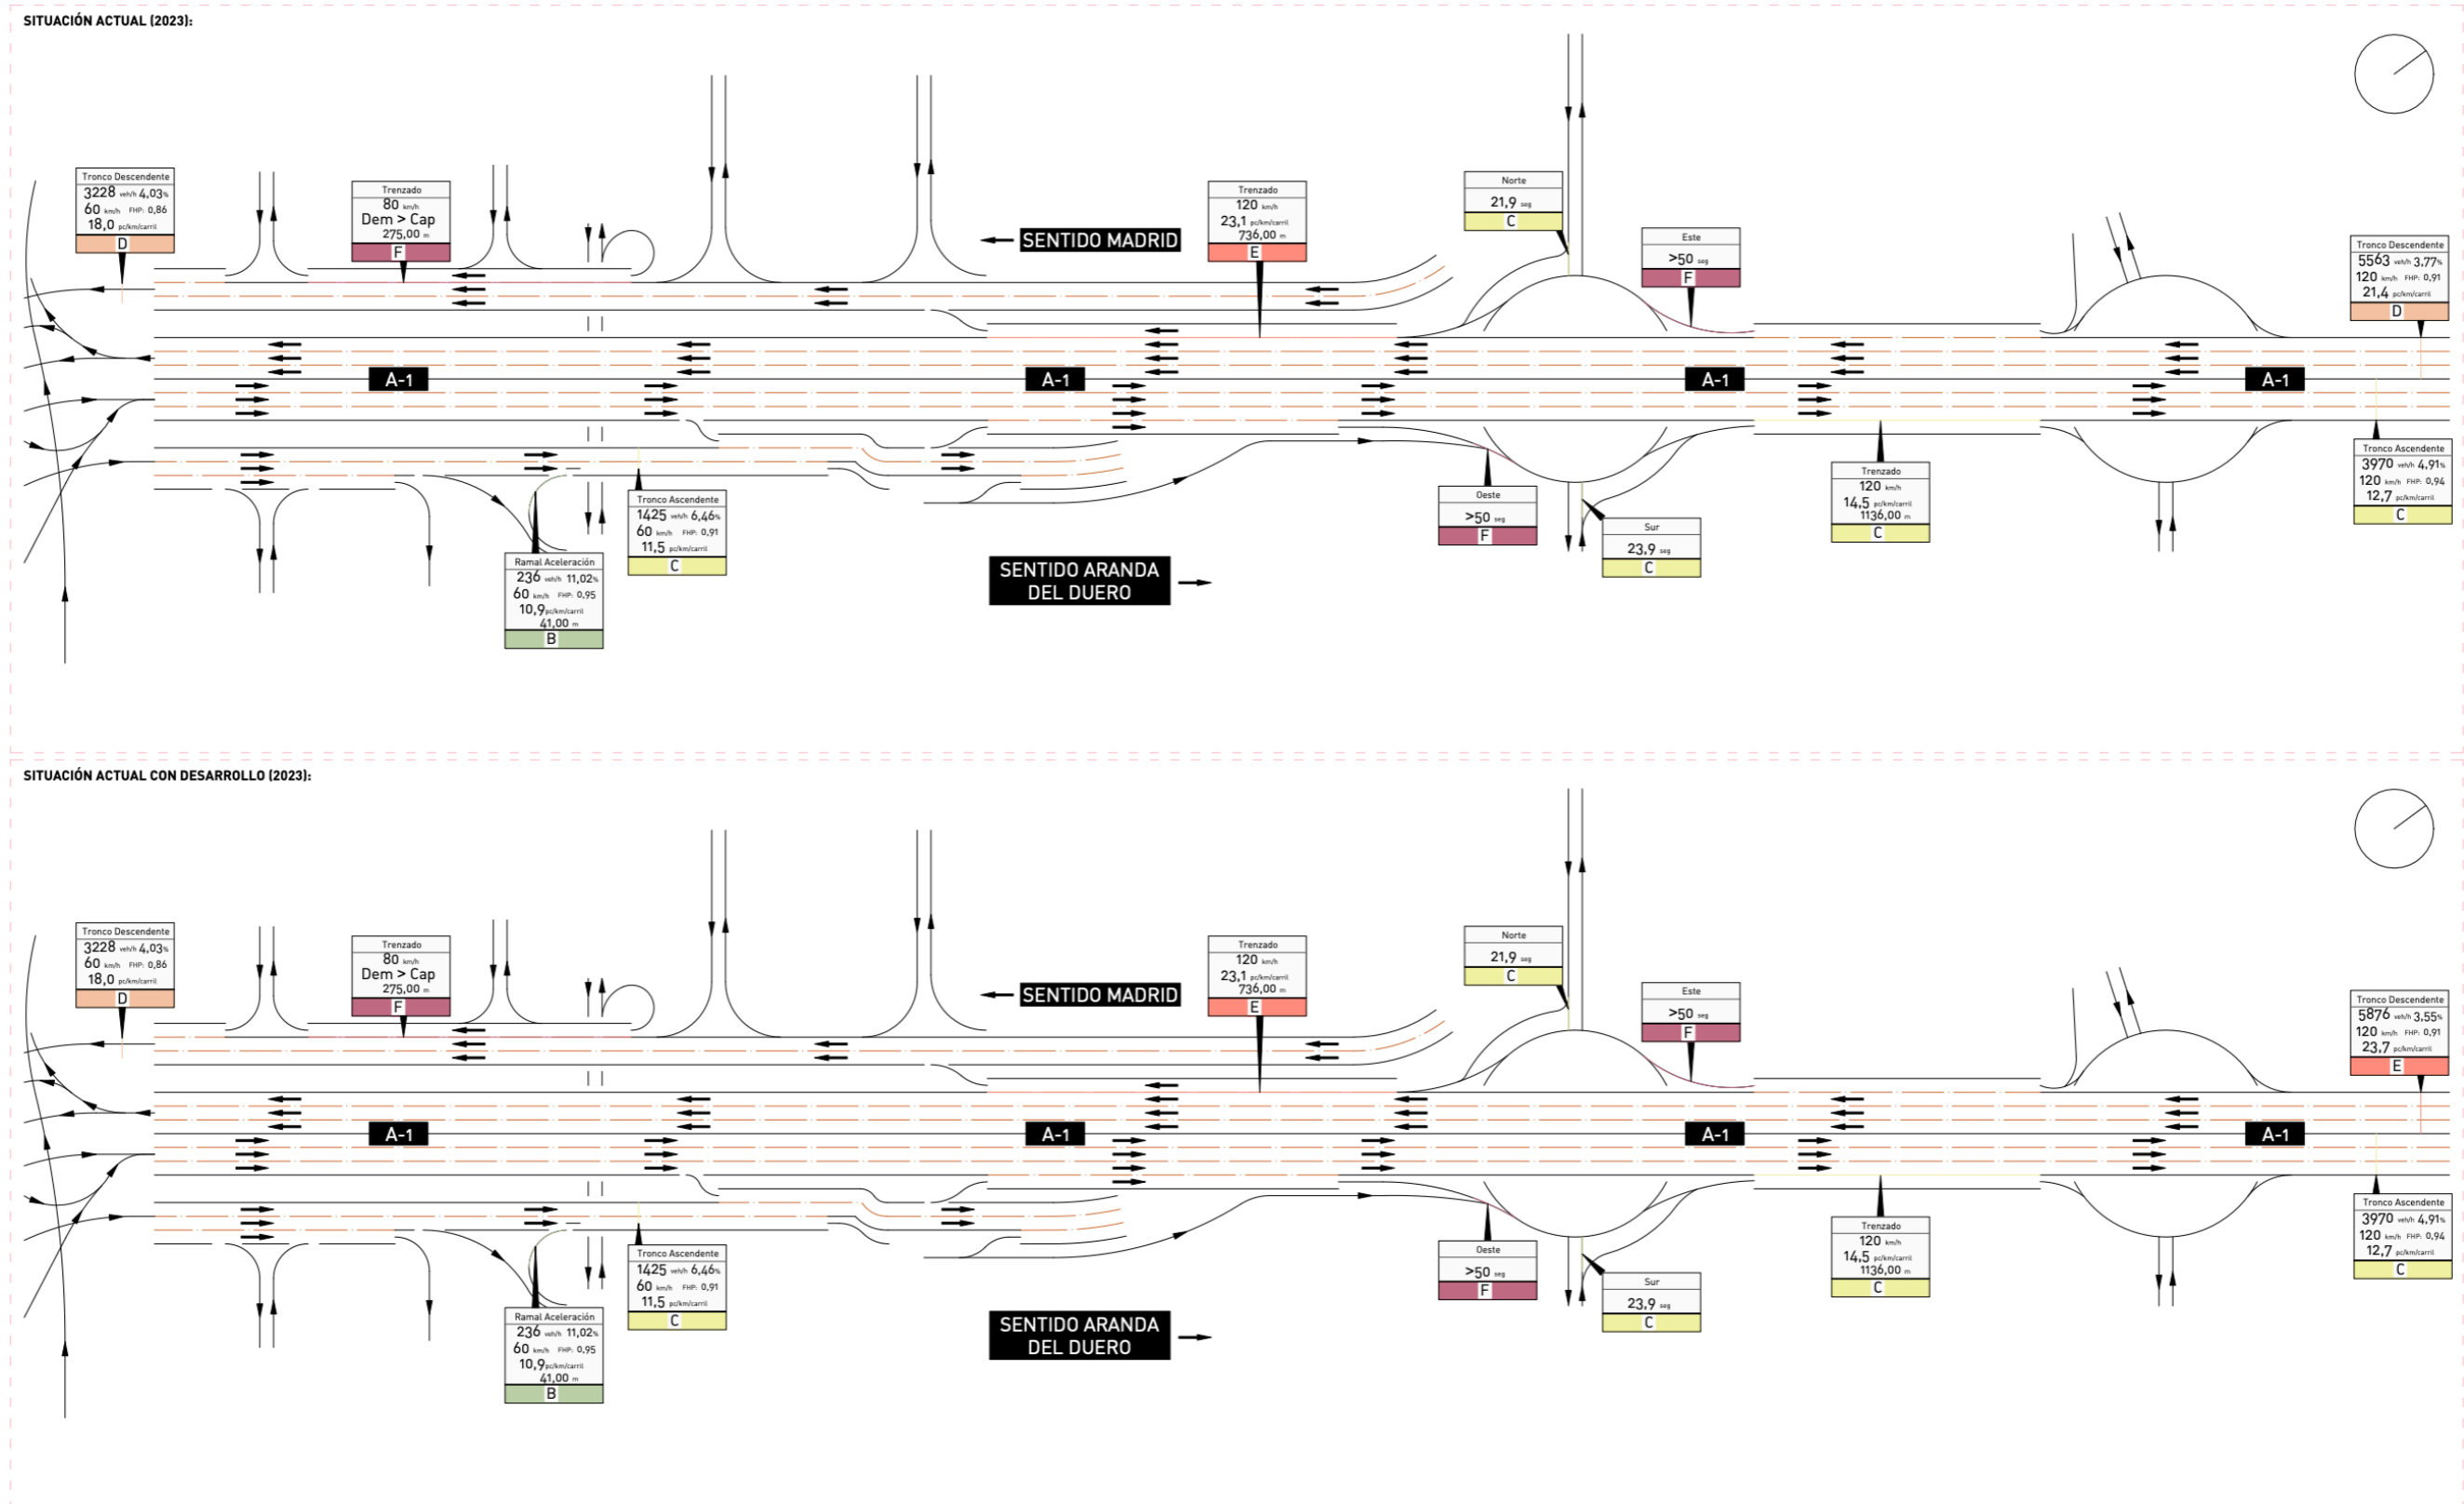 SITUACIÓN ACTUAL (2023):
Tronco Descendente
3228 veh/h 4,03%
60 km/h FHP: 0,86
18,0 pc/km/carril
D
Trenzado
80 km/h
Dem > Cap
275,00 m
F
SENTIDO MADRID
Trenzado
120 km/h
23,1 pc/km/carril
736,00 m
E
Norte
21,9 seg
C
Este
>50 seg
F
Tronco Descendente
5563 veh/h 3,77%
120 km/h FHP: 0,91
21,4 pc/km/carril
D
A-1
A-1
A-1
A-1
Ramal Aceleración
236 veh/h 11,02%
60 km/h FHP: 0,95
10,9 pc/km/carril
41,00 m
B
Tronco Ascendente
1425 veh/h 6,46%
60 km/h FHP: 0,91
11,5 pc/km/carril
C
SENTIDO ARANDA
DEL DUERO
Oeste
>50 seg
F
Sur
23,9 seg
C
Trenzado
120 km/h
14,5 pc/km/carril
1136,00 m
C
Tronco Ascendente
3970 veh/h 4,91%
120 km/h FHP: 0,94
12,7 pc/km/carril
C
SITUACIÓN ACTUAL CON DESARROLLO (2023):
Tronco Descendente
3228 veh/h 4,03%
60 km/h FHP: 0,86
18,0 pc/km/carril
D
Trenzado
80 km/h
Dem > Cap
275,00 m
F
SENTIDO MADRID
Trenzado
120 km/h
23,1 pc/km/carril
736,00 m
E
Norte
21,9 seg
C
Este
>50 seg
F
Tronco Descendente
5876 veh/h 3,55%
120 km/h FHP: 0,91
23,7 pc/km/carril
E
A-1
A-1
A-1
A-1
Ramal Aceleración
236 veh/h 11,02%
60 km/h FHP: 0,95
10,9 pc/km/carril
41,00 m
B
Tronco Ascendente
1425 veh/h 6,46%
60 km/h FHP: 0,91
11,5 pc/km/carril
C
SENTIDO ARANDA
DEL DUERO
Oeste
>50 seg
F
Sur
23,9 seg
C
Trenzado
120 km/h
14,5 pc/km/carril
1136,00 m
C
Tronco Ascendente
3970 veh/h 4,91%
120 km/h FHP: 0,94
12,7 pc/km/carril
C